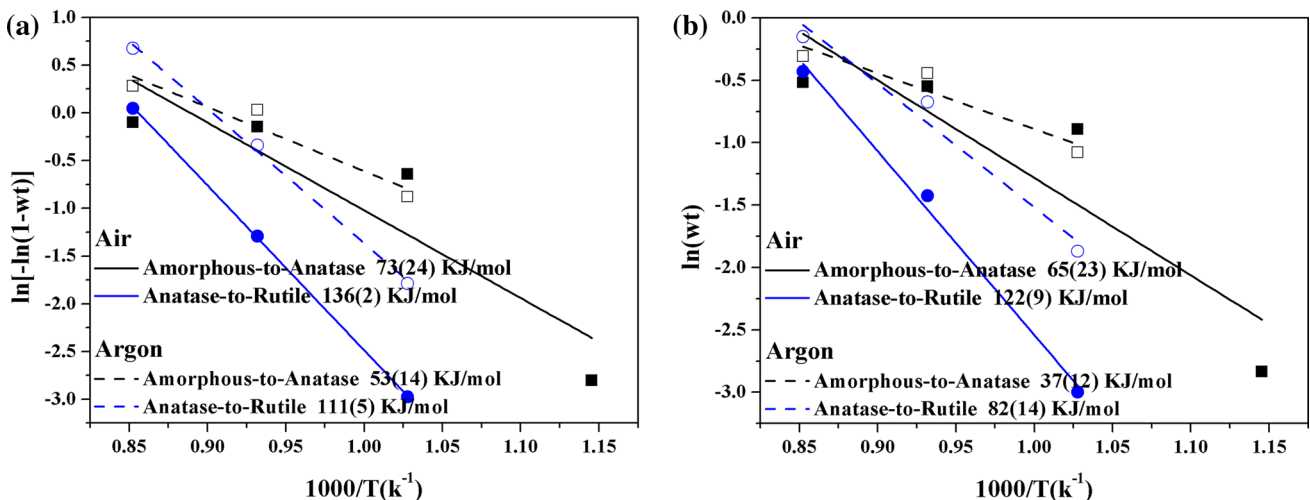 (a)
1.0
0.5
0.0
-0.5
-1.0
-1.5
-2.0
-2.5
-3.0
ln[-ln(1-wt)]
Air
Amorphous-to-Anatase 73(24) KJ/mol
Anatase-to-Rutile 136(2) KJ/mol
Argon
Amorphous-to-Anatase 53(14) KJ/mol
Anatase-to-Rutile 111(5) KJ/mol
0.85 0.90 0.95 1.00 1.05 1.10 1.15
1000/T(k⁻¹)
(b)
0.0
-0.5
-1.0
-1.5
-2.0
-2.5
-3.0
ln(wt)
Air
Amorphous-to-Anatase 65(23) KJ/mol
Anatase-to-Rutile 122(9) KJ/mol
Argon
Amorphous-to-Anatase 37(12) KJ/mol
Anatase-to-Rutile 82(14) KJ/mol
0.85 0.90 0.95 1.00 1.05 1.10 1.15
1000/T(k⁻¹)